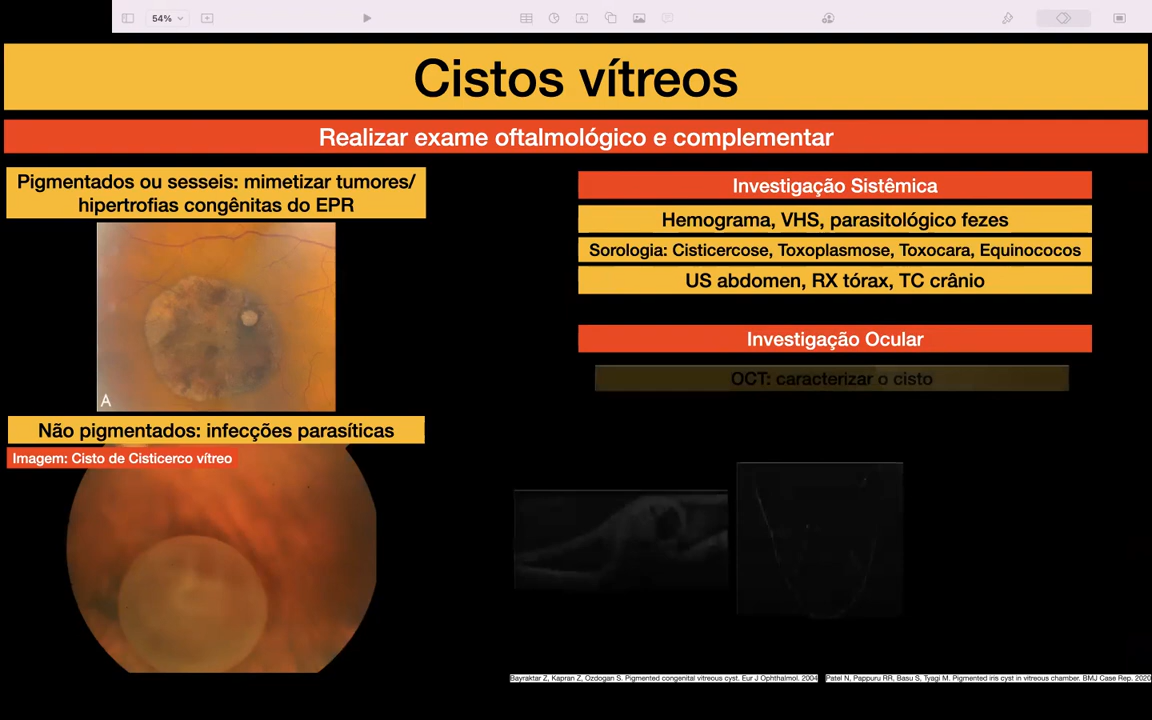 54%
Cistos vítreos
Realizar exame oftalmológico e complementar
Pigmentados ou sesseis: mimetizar tumores/
hipertrofias congênitas do EPR
A
Não pigmentados: infecções parasíticas
Imagem: Cisto de Cisticerco vítreo
Investigação Sistêmica
Hemograma, VHS, parasitológico fezes
Sorologia: Cisticercose, Toxoplasmose, Toxocara, Equinococos
US abdomen, RX tórax, TC crânio
Investigação Ocular
OCT: caracterizar o cisto
Bayraktar Z, Kapran Z, Ozdogan S. Pigmented congenital vitreous cyst. Eur J Ophthalmol. 2004
Patel N, Pappuru RR, Basu S, Tyagi M. Pigmented iris cyst in vitreous chamber. BMJ Case Rep. 2020